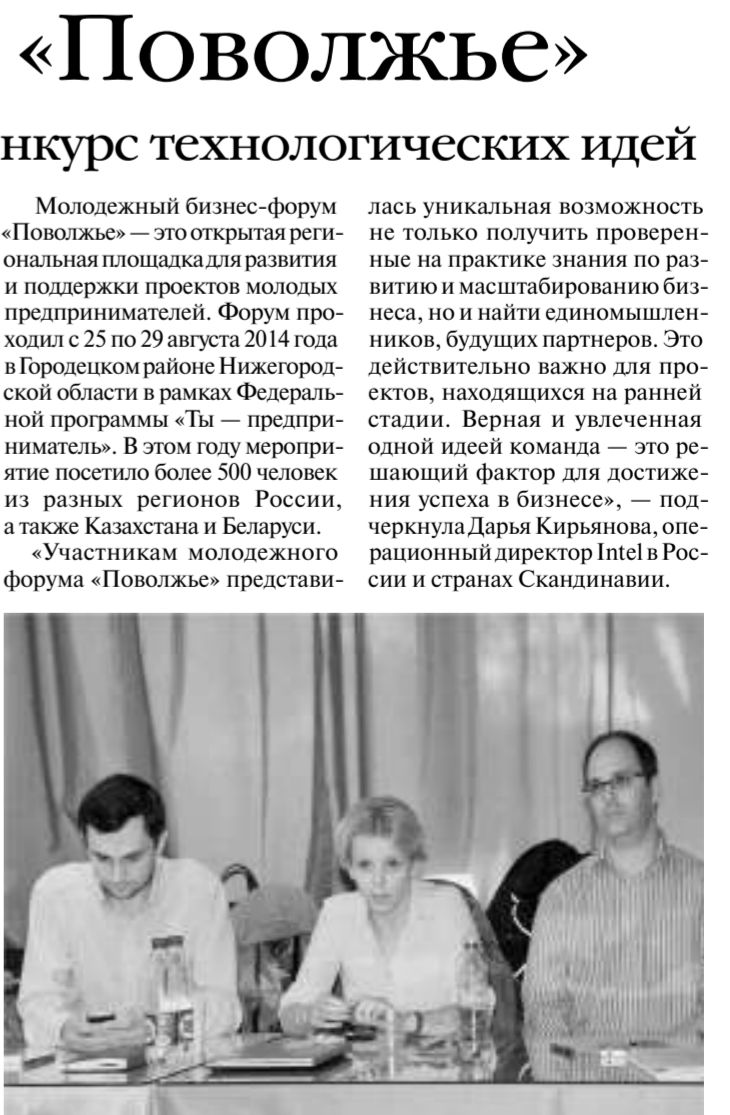 «Поволжье»
нкурс технологических идей
Молодежный бизнес-форум
«Поволжье» — это открытая реги-
ональная площадка для развития
и поддержки проектов молодых
предпринимателей. Форум про-
ходил с 25 по 29 августа 2014 года
в Городецком районе Нижегород-
ской области в рамках Федераль-
ной программы «Ты — предпри-
ниматель». В этом году меропри-
ятие посетило более 500 человек
из разных регионов России,
а также Казахстана и Беларуси.
«Участникам молодежного
форума «Поволжье» представи-
лась уникальная возможность
не только получить проверен-
ные на практике знания по раз-
витию и масштабированию биз-
неса, но и найти единомышлен-
ников, будущих партнеров. Это
действительно важно для про-
ектов, находящихся на ранней
стадии. Верная и увлеченная
одной идеей команда — это ре-
шающий фактор для достиже-
ния успеха в бизнесе», — под-
черкнула Дарья Кирьянова, опе-
рационный директор Intel в Рос-
сии и странах Скандинавии.